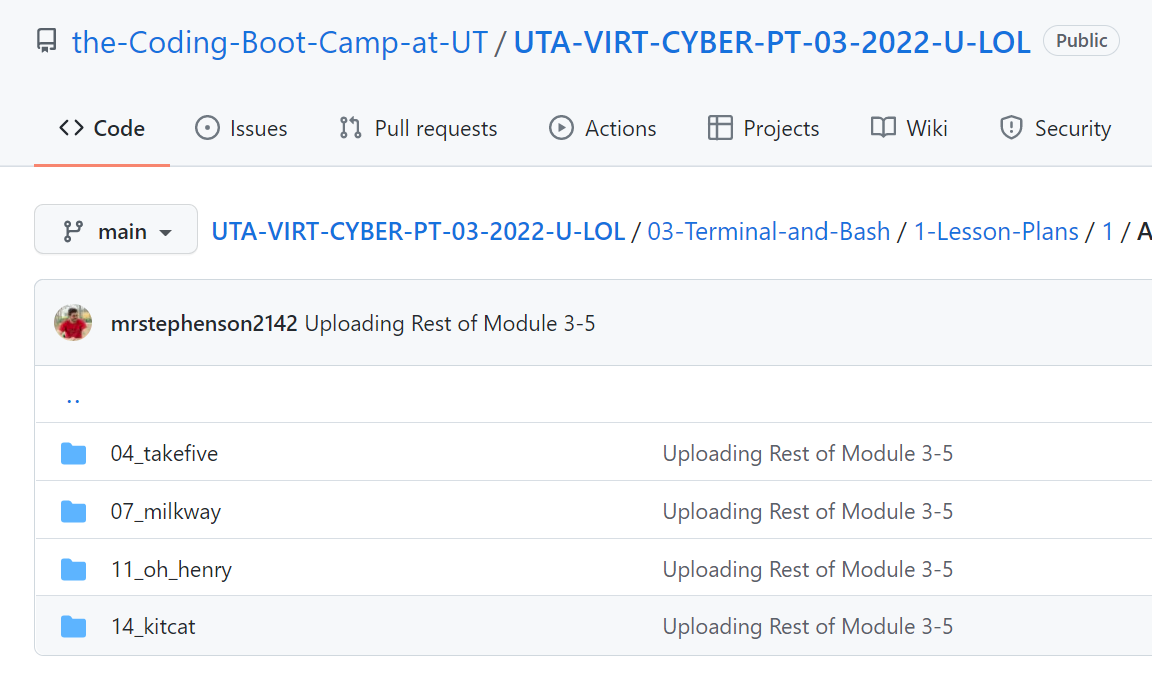 the-Coding-Boot-Camp-at-UT / UTA-VIRT-CYBER-PT-03-2022-U-LOL Public
Code Issues Pull requests Actions Projects Wiki Security
main UTA-VIRT-CYBER-PT-03-2022-U-LOL / 03-Terminal-and-Bash / 1-Lesson-Plans / 1 / A
mrstephenson2142 Uploading Rest of Module 3-5
..
04_takefive Uploading Rest of Module 3-5
07_milkway Uploading Rest of Module 3-5
11_oh_henry Uploading Rest of Module 3-5
14_kitcat Uploading Rest of Module 3-5